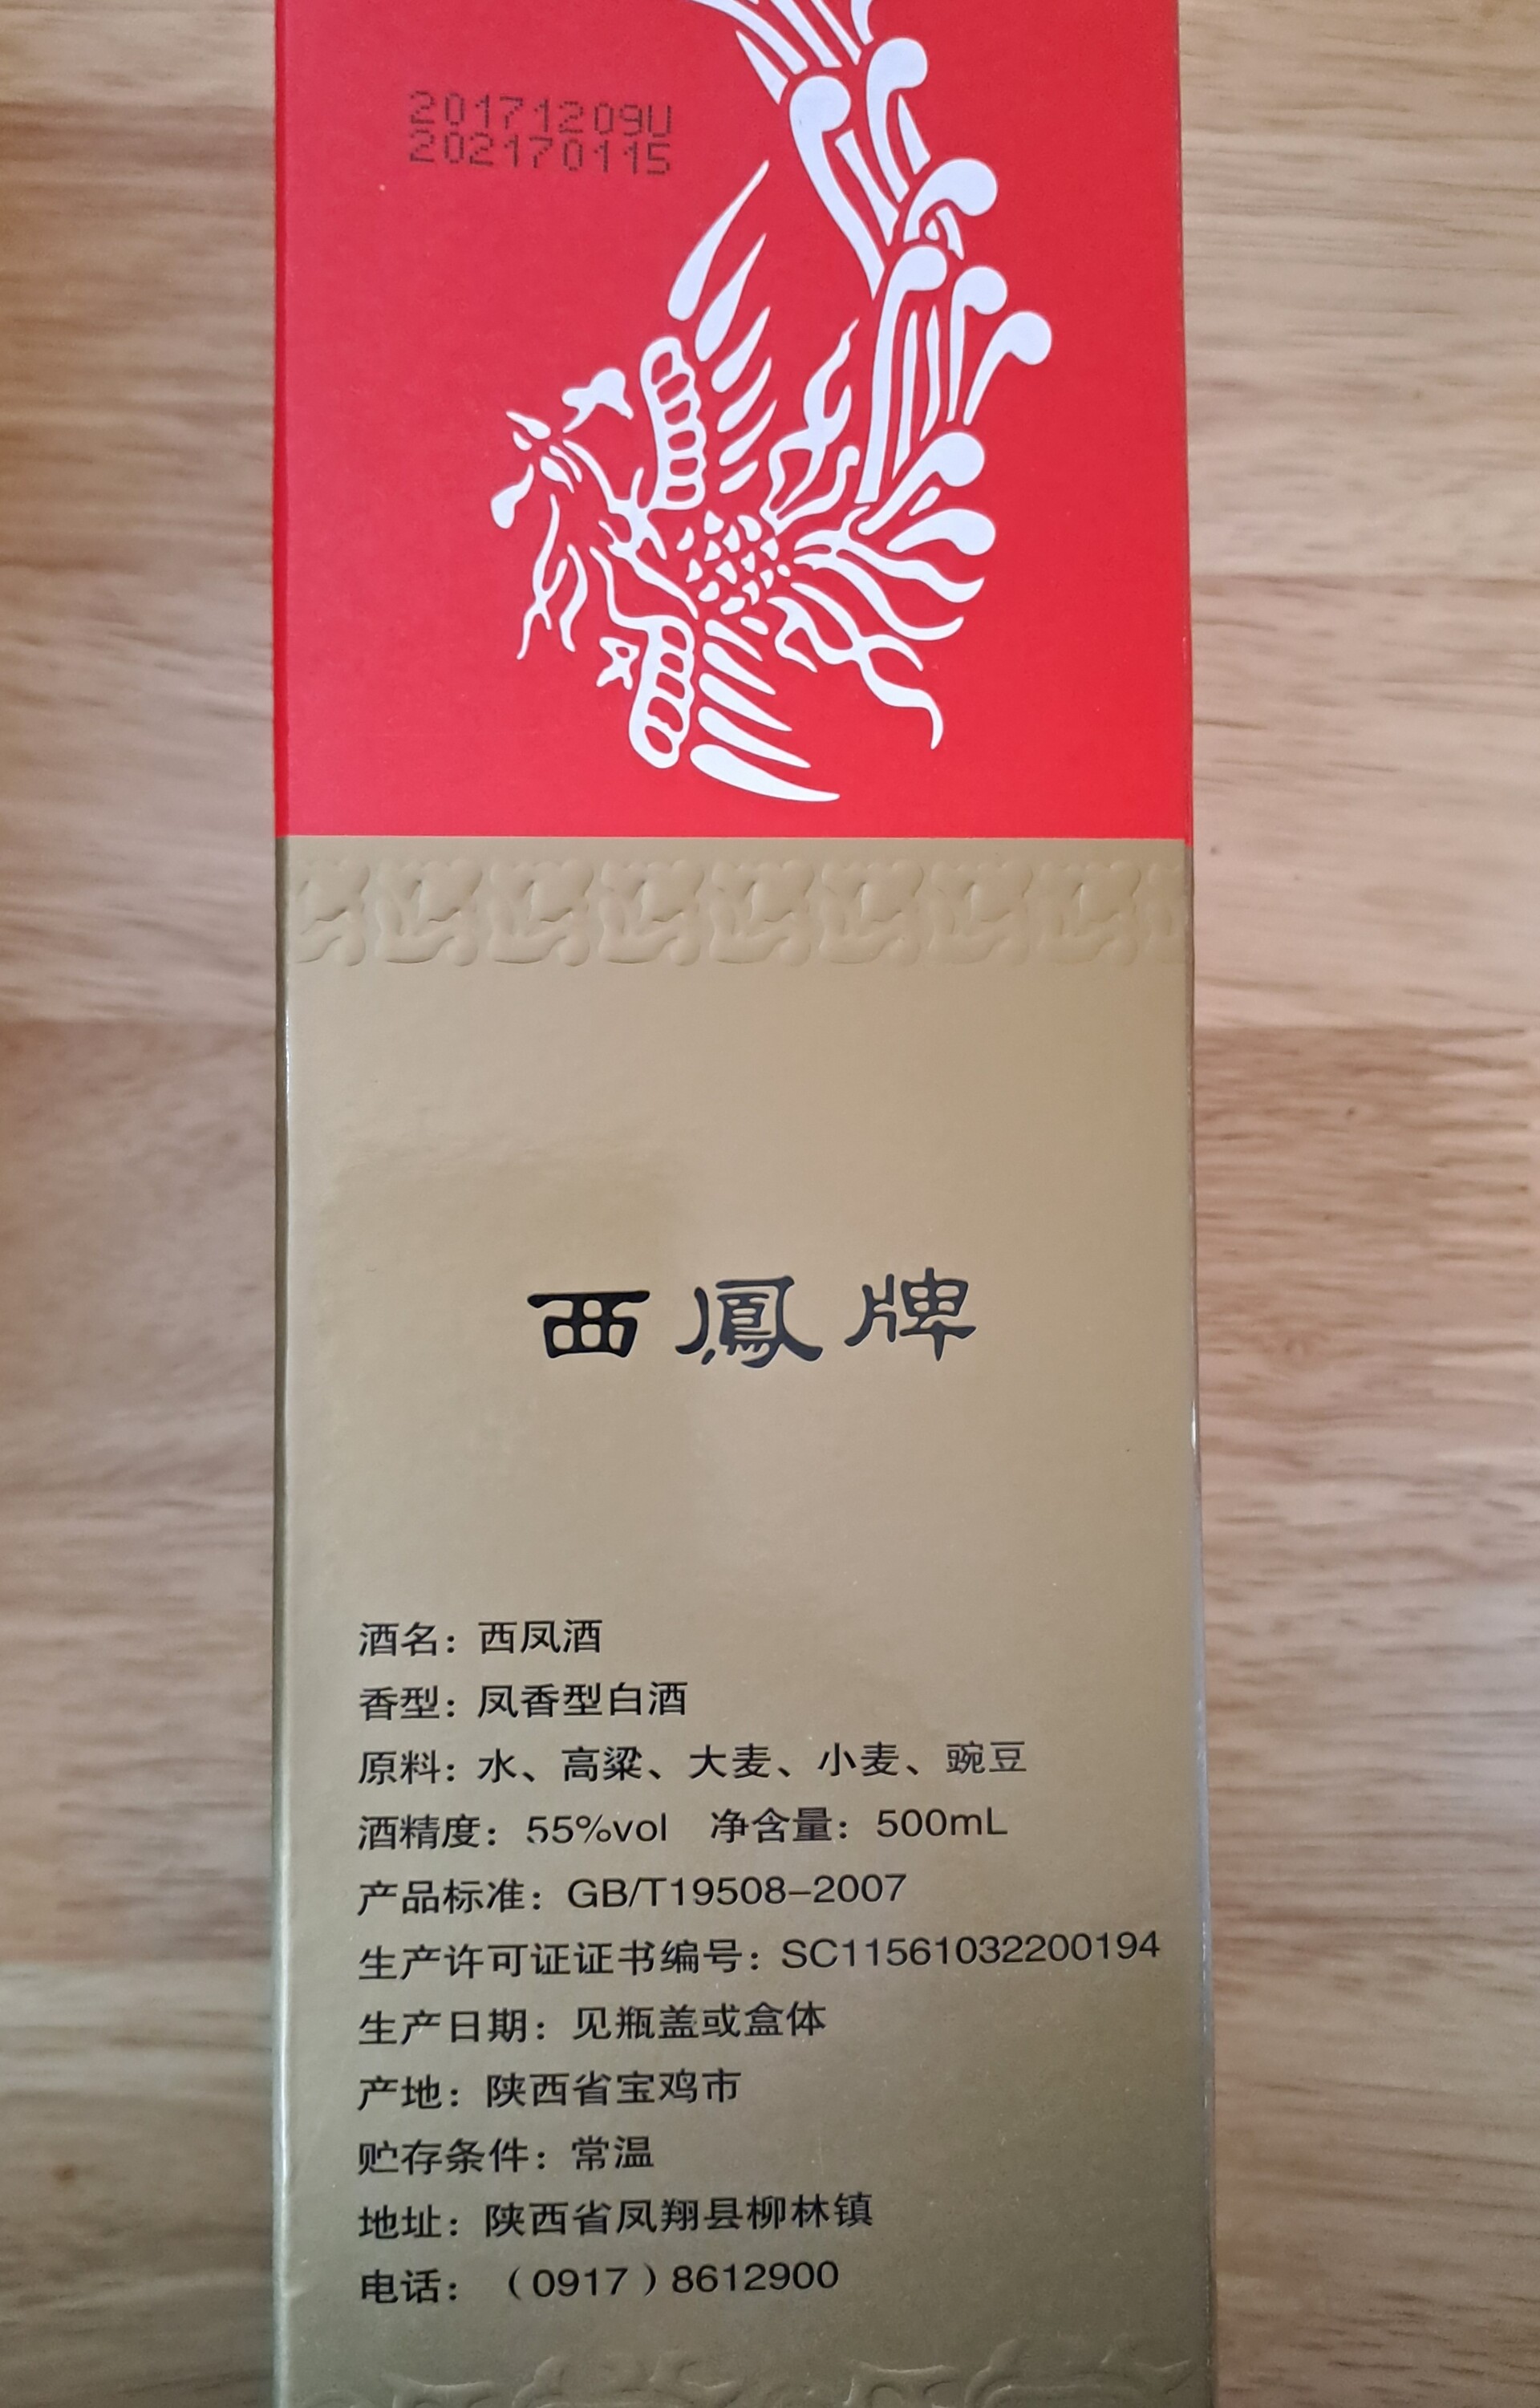 20171209U
202170115
西鳳牌
酒名：西凤酒
香型：凤香型白酒
原料：水、高粱、大麦、小麦、豌豆
酒精度：55%vol 净含量：500mL
产品标准：GB/T19508-2007
生产许可证证书编号：SC11561032200194
生产日期：见瓶盖或盒体
产地：陕西省宝鸡市
贮存条件：常温
地址：陕西省凤翔县柳林镇
电话：（0917）8612900